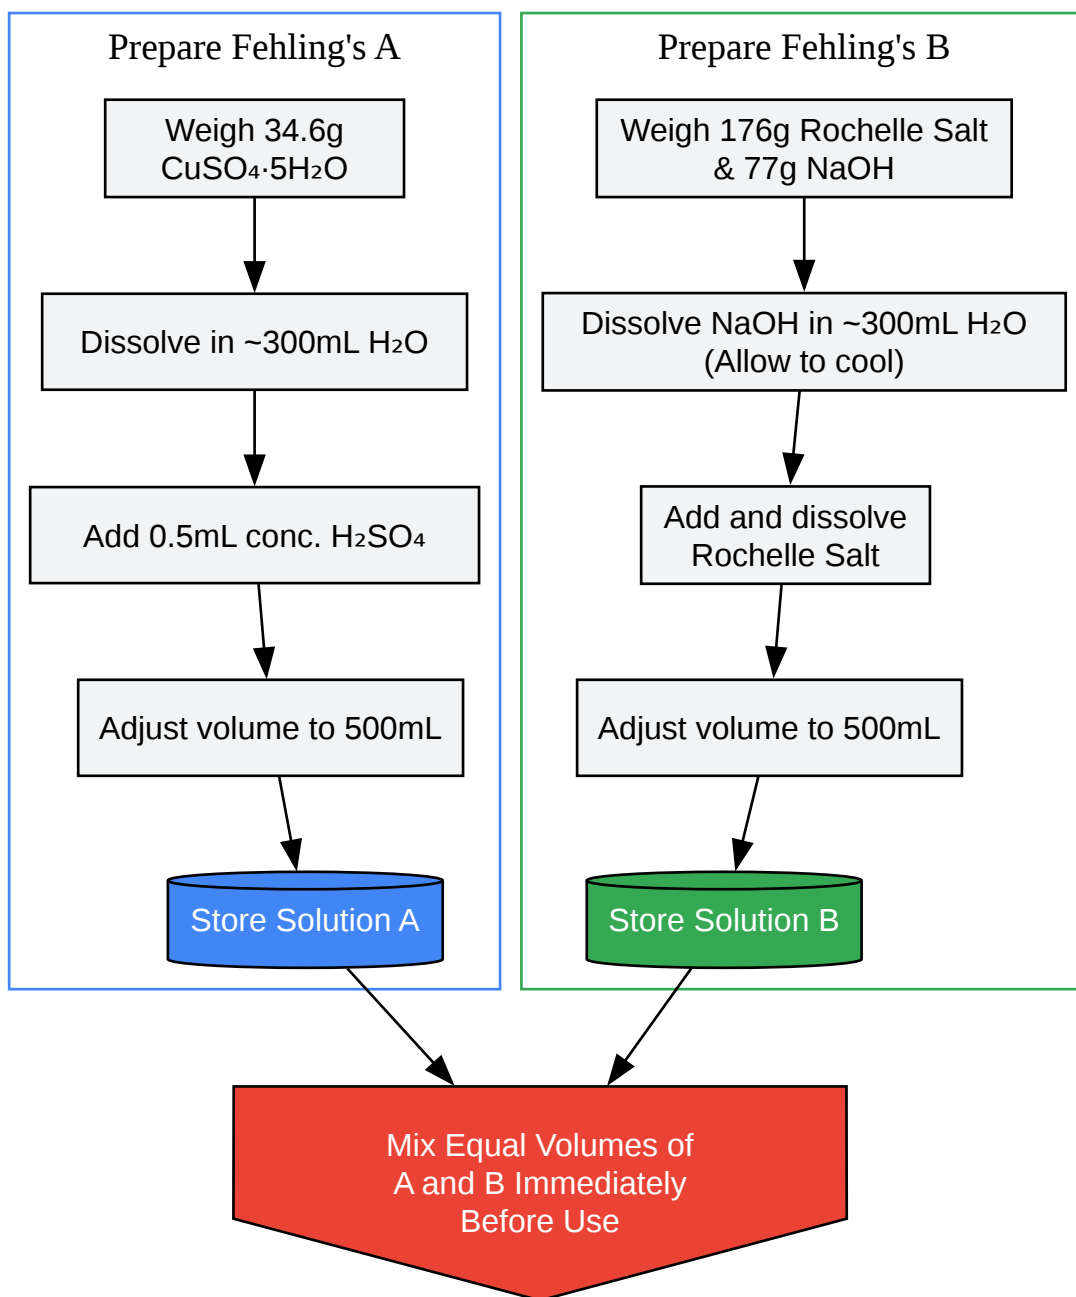 Prepare Fehling's A
Weigh 34.6g
CuSO₄·5H₂O
Dissolve in ~300mL H₂O
Add 0.5mL conc. H₂SO₄
Adjust volume to 500mL
Store Solution A
Prepare Fehling's B
Weigh 176g Rochelle Salt
& 77g NaOH
Dissolve NaOH in ~300mL H₂O
(Allow to cool)
Add and dissolve
Rochelle Salt
Adjust volume to 500mL
Store Solution B
Mix Equal Volumes of
A and B Immediately
Before Use